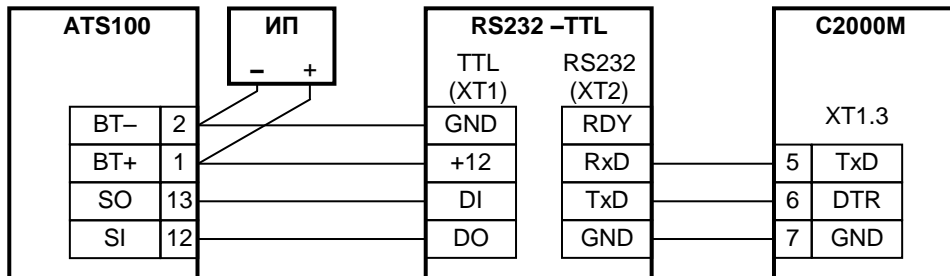 ATS100 ИП RS232 –TTL C2000M
– +
TTL RS232
(XT1) (XT2)
XT1.3
BT– 2 GND RDY
BT+ 1 +12 RxD 5 TxD
SO 13 DI TxD 6 DTR
SI 12 DO GND 7 GND